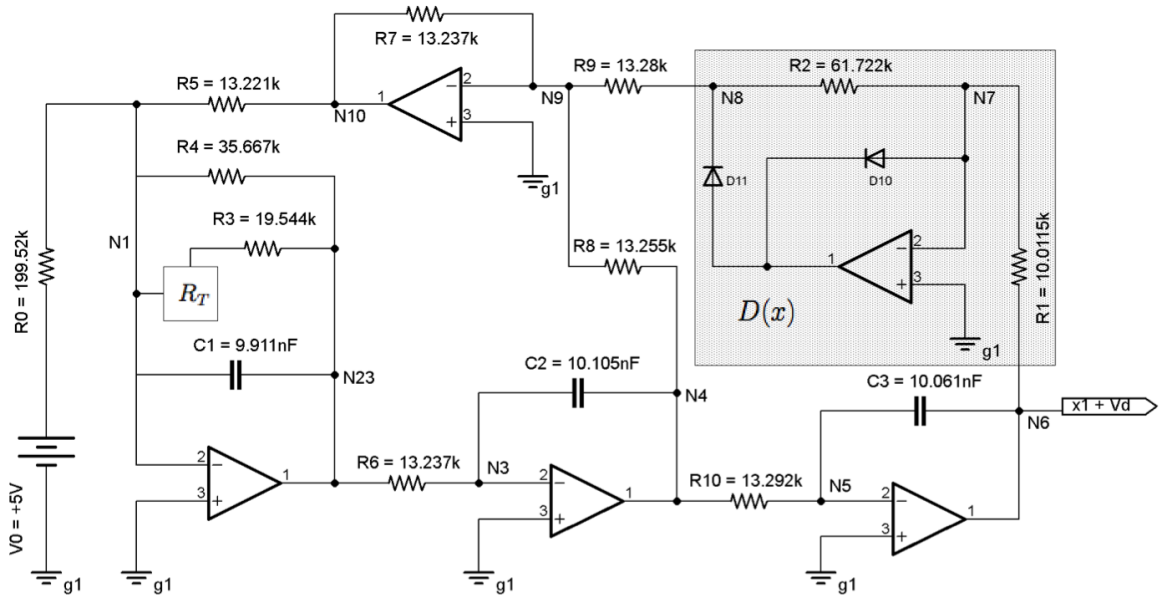 R7 = 13.237k
R9 = 13.28k
R2 = 61.722k
R5 = 13.221k
1
2
3
N10
N9
N8
N7
g1
R4 = 35.667k
D11
D10
R3 = 19.544k
N1
R0 = 199.52k
R_T
R8 = 13.255k
1
2
3
R1 = 10.0115k
D(x)
g1
C1 = 9.911nF
N23
C2 = 10.105nF
N4
C3 = 10.061nF
x1 + Vd
N6
2
3
1
R6 = 13.237k
N3
2
3
1
R10 = 13.292k
N5
2
3
1
V0 = +5V
g1
g1
g1
g1